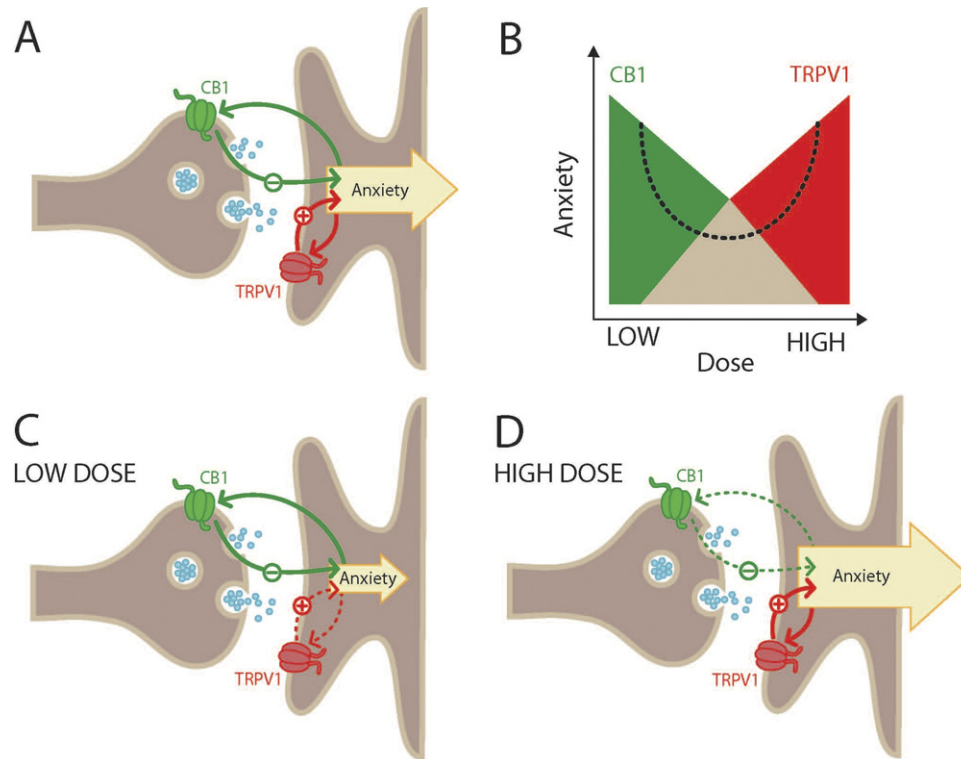 A
CB1
⊖
Anxiety
⊕
TRPV1
B
CB1
TRPV1
Anxiety
LOW
HIGH
Dose
C
LOW DOSE
CB1
⊖
Anxiety
⊕
TRPV1
D
HIGH DOSE
CB1
⊖
Anxiety
⊕
TRPV1